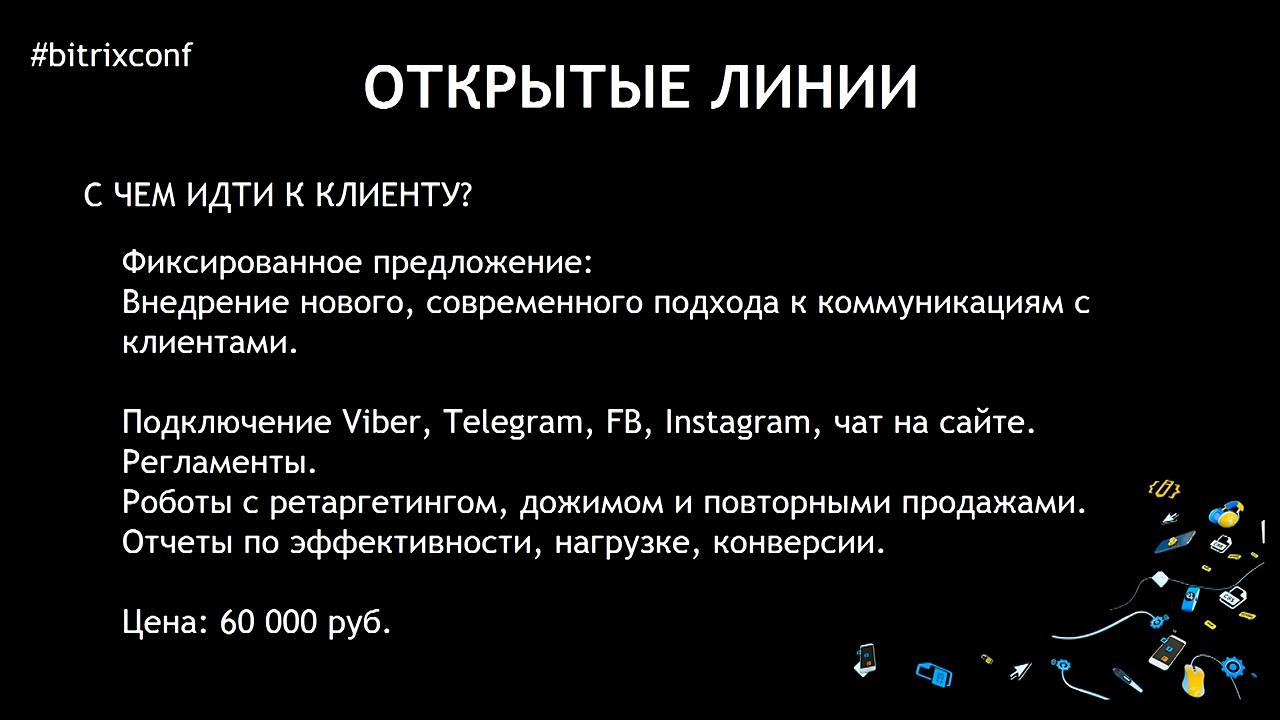 #bitrixconf
ОТКРЫТЫЕ ЛИНИИ
С ЧЕМ ИДТИ К КЛИЕНТУ?
Фиксированное предложение:
Внедрение нового, современного подхода к коммуникациям с
клиентами.
Подключение Viber, Telegram, FB, Instagram, чат на сайте.
Регламенты.
Роботы с ретаргетингом, дожимом и повторными продажами.
Отчеты по эффективности, нагрузке, конверсии.
Цена: 60 000 руб.